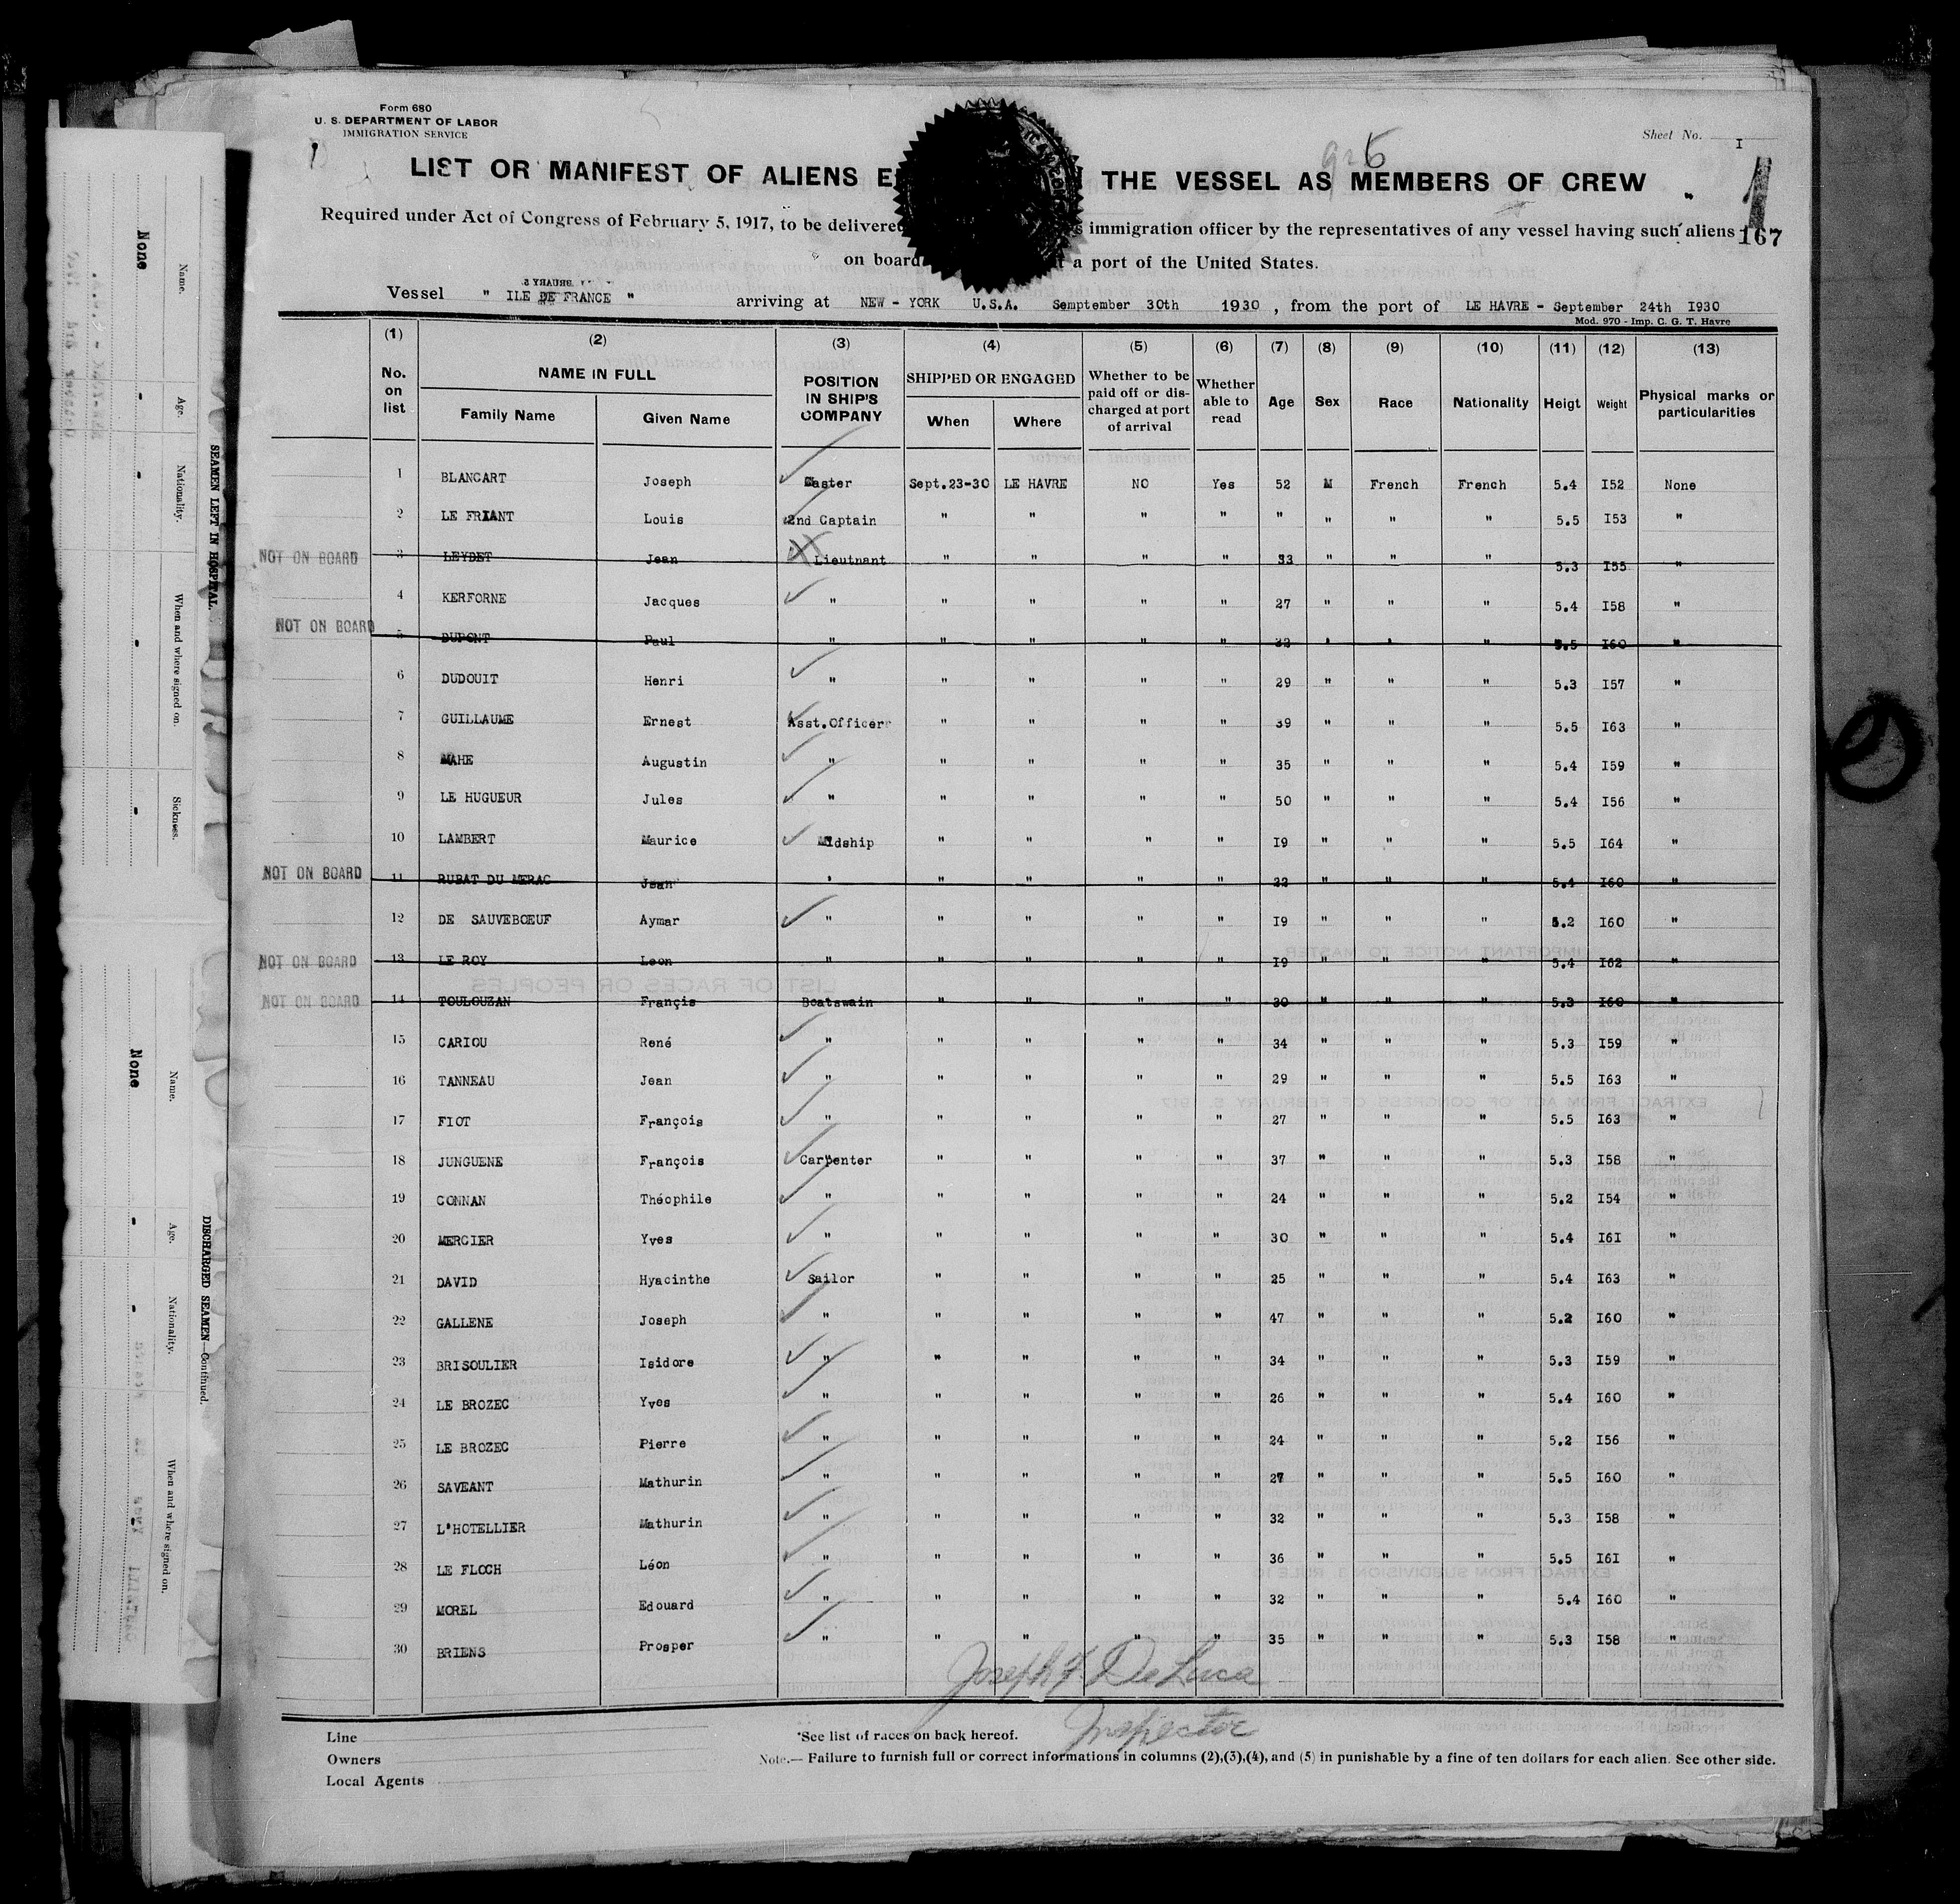 Form 680
U. S. DEPARTMENT OF LABOR
IMMIGRATION SERVICE
Sheet No. I
LIST OR MANIFEST OF ALIENS THE VESSEL AS MEMBERS OF CREW
Required under Act of Congress of February 5, 1917, to be delivered immigration officer by the representatives of any vessel having such aliens
167
on board a port of the United States.
Vessel " ILE DE FRANCE " arriving at NEW - YORK U.S.A. Semptember 30th 1930 , from the port of LE HAVRE - September 24th I930
Mod. 970 - Imp. C. G. T. Havre
(1) (2) (3) (4) (5) (6) (7) (8) (9) (10) (11) (12) (13)
No. on list NAME IN FULL Family Name Given Name POSITION IN SHIP'S COMPANY SHIPPED OR ENGAGED When Where Whether to be paid off or discharged at port of arrival Whether able to read Age Sex Race Nationality Heigt Weight Physical marks or particularities
1 BLANCART Joseph Master Sept.23-30 LE HAVRE NO Yes 52 M French French 5.4 I52 None
2 LE FRIANT Louis 2nd Captain " " " " " " " " 5.5 I53 "
NOT ON BOARD 3 LEYDET Jean Lieutnant " " " " 33 " " " 5.3 I55 "
4 KERFORNE Jacques " " " " " 27 " " " 5.4 I58 "
NOT ON BOARD 5 DUPONT Paul " " " " " 32 " " " 5.5 I60 "
6 DUDOUIT Henri " " " " " 29 " " " 5.3 I57 "
7 GUILLAUME Ernest Asst.Officer " " " " 39 " " " 5.5 I63 "
8 MAHE Augustin " " " " " 35 " " " 5.4 I59 "
9 LE HUGUEUR Jules " " " " " 50 " " " 5.4 I56 "
10 LAMBERT Maurice Midship " " " " I9 " " " 5.5 I64 "
NOT ON BOARD 11 RUBAT DU MERAC Jean " " " " " 22 " " " 5.4 I60 "
12 DE SAUVEBŒUF Aymar " " " " " I9 " " " 5.2 I60 "
NOT ON BOARD 13 LE ROY Leon " " " " " I9 " " " 5.4 I62 "
NOT ON BOARD 14 TOULOUZAN Françis Boatswain " " " " 30 " " " 5.3 I60 "
15 CARIOU René " " " " " 34 " " " 5.3 I59 "
16 TANNEAU Jean " " " " " 29 " " " 5.5 I63 "
17 FIOT François " " " " " 27 " " " 5.5 I63 "
18 JUNGUENE François Carpenter " " " " 37 " " " 5.3 I58 "
19 CONNAN Théophile " " " " " 24 " " " 5.2 I54 "
20 MERCIER Yves " " " " " 30 " " " 5.4 I6I "
21 DAVID Hyacinthe Sailor " " " " 25 " " " 5.4 I63 "
22 GALLENE Joseph " " " " " 47 " " " 5.2 I60 "
23 BRISOULIER Isidore " " " " " 34 " " " 5.3 I59 "
24 LE BROZEC Yves " " " " " 26 " " " 5.4 I60 "
25 LE BROZEC Pierre " " " " " 24 " " " 5.2 I56 "
26 SAVEANT Mathurin " " " " " 27 " " " 5.5 I60 "
27 L'HOTELLIER Mathurin " " " " " 32 " " " 5.3 I58 "
28 LE FLOCH Léon " " " " " 36 " " " 5.5 I6I "
29 MOREL Edouard " " " " " 32 " " " 5.4 I60 "
30 BRIENS Prosper " " " " " 35 " " " 5.3 I58 "
Joseph F. De Luca
Inspector
Line
Owners
Local Agents
*See list of races on back hereof.
Note.— Failure to furnish full or correct informations in columns (2),(3),(4), and (5) in punishable by a fine of ten dollars for each alien. See other side.
SEAMEN LEFT IN HOSPITAL.
Name. Age. Nationality. When and where signed on. Sickness.
None
DISCHARGED SEAMEN—Continued.
Name. Age. Nationality. When and where signed on.
None